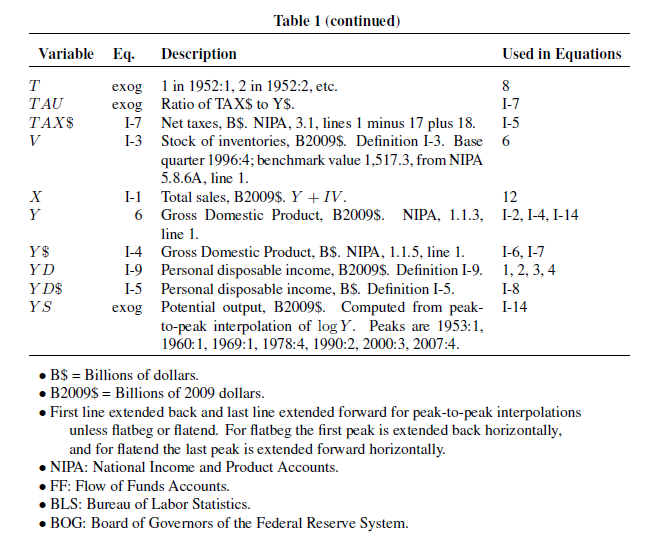 Table 1 (continued)
Variable Eq. Description Used in Equations
T exog 1 in 1952:1, 2 in 1952:2, etc. 8
TAU exog Ratio of TAX$ to Y$. I-7
TAX$ I-7 Net taxes, B$. NIPA, 3.1, lines 1 minus 17 plus 18. I-5
V I-3 Stock of inventories, B2009$. Definition I-3. Base 6
quarter 1996:4; benchmark value 1,517.3, from NIPA
5.8.6A, line 1.
X I-1 Total sales, B2009$. Y + IV. 12
Y 6 Gross Domestic Product, B2009$. NIPA, 1.1.3, I-2, I-4, I-14
line 1.
Y$ I-4 Gross Domestic Product, B$. NIPA, 1.1.5, line 1. I-6, I-7
YD I-9 Personal disposable income, B2009$. Definition I-9. 1, 2, 3, 4
YD$ I-5 Personal disposable income, B$. Definition I-5. I-8
YS exog Potential output, B2009$. Computed from peak- I-14
to-peak interpolation of log Y. Peaks are 1953:1,
1960:1, 1969:1, 1978:4, 1990:2, 2000:3, 2007:4.
• B$ = Billions of dollars.
• B2009$ = Billions of 2009 dollars.
• First line extended back and last line extended forward for peak-to-peak interpolations
unless flatbeg or flatend. For flatbeg the first peak is extended back horizontally,
and for flatend the last peak is extended forward horizontally.
• NIPA: National Income and Product Accounts.
• FF: Flow of Funds Accounts.
• BLS: Bureau of Labor Statistics.
• BOG: Board of Governors of the Federal Reserve System.